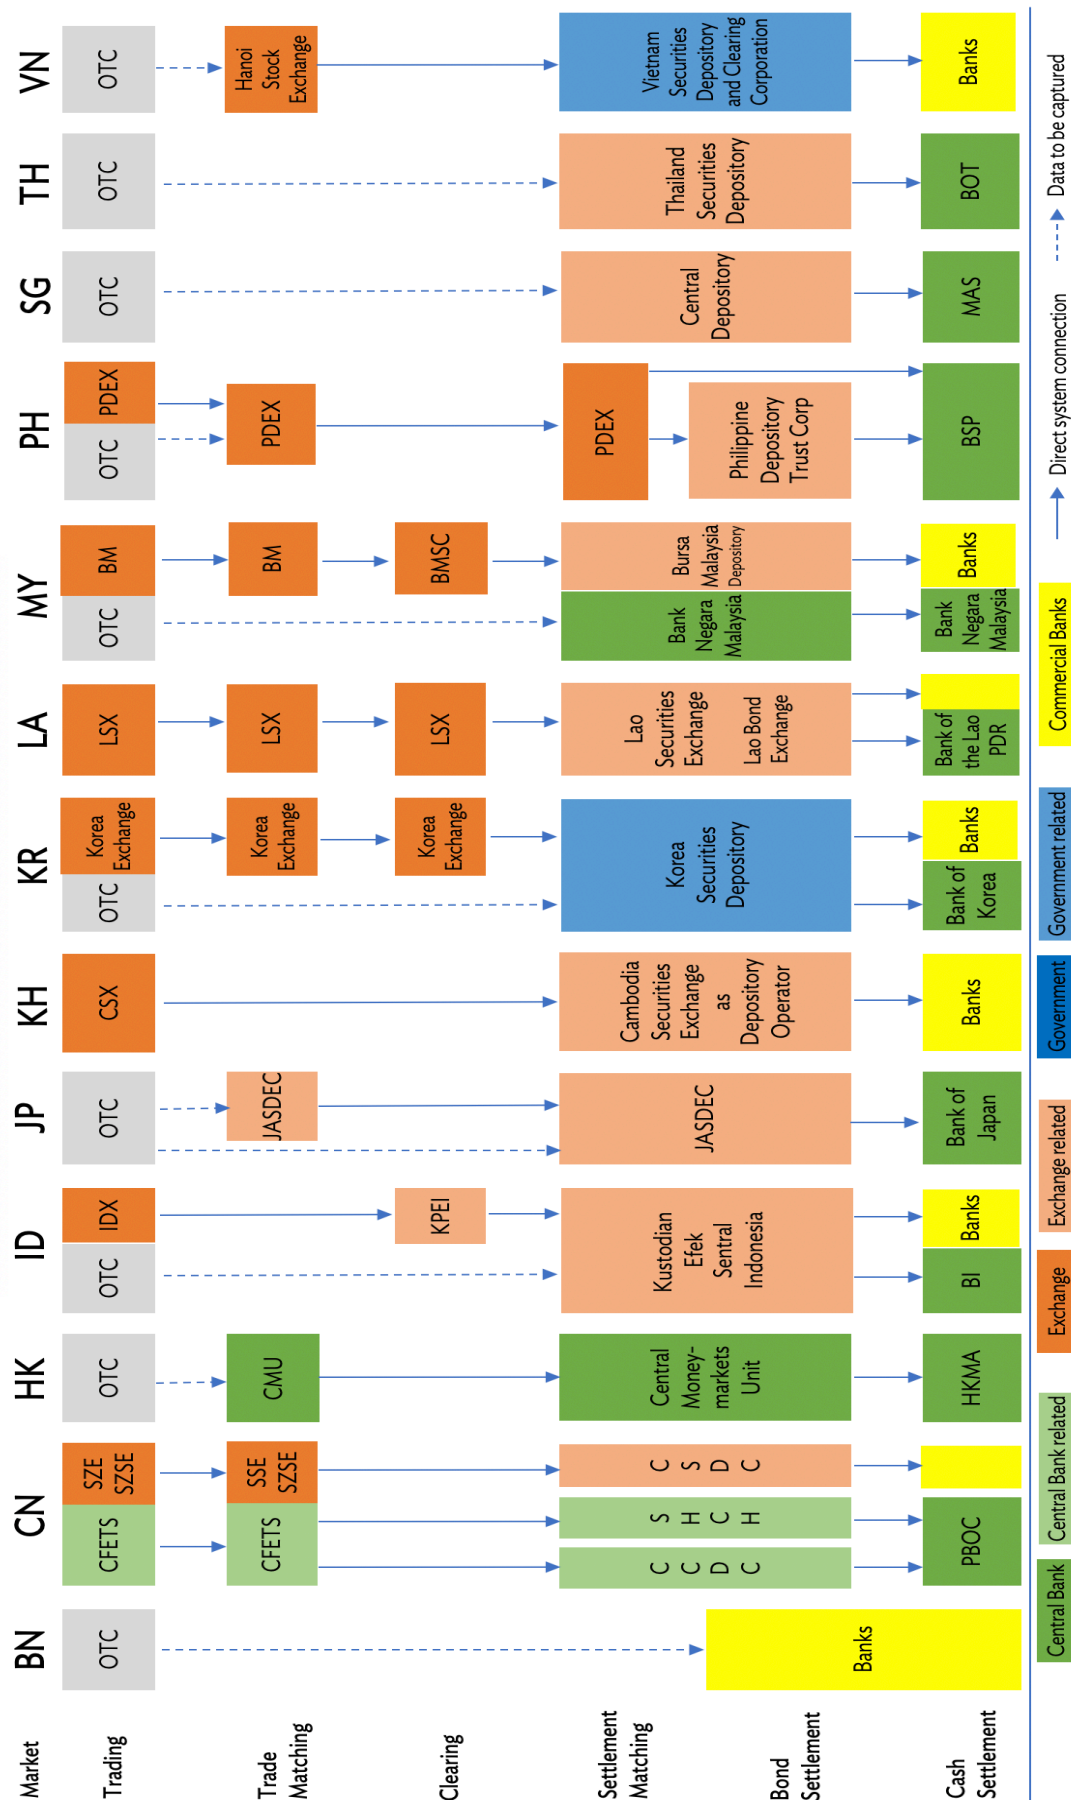 Market
BN
CN
HK
ID
JP
KH
KR
LA
MY
PH
SG
TH
VN
Trading
OTC
CFETS
SZE
SZSE
OTC
OTC
IDX
OTC
CSX
OTC
Korea
Exchange
LSX
OTC
BM
OTC
PDEX
OTC
OTC
OTC
Trade
Matching
CFETS
SSE
SZSE
CMU
JASDEC
Korea
Exchange
LSX
BM
PDEX
Hanoi
Stock
Exchange
Clearing
KPEI
Korea
Exchange
LSX
BMSC
Settlement
Matching
Bond
Settlement
C
C
D
C
S
H
C
H
C
S
D
C
Central
Money-
markets
Unit
Kustodian
Efek
Sentral
Indonesia
JASDEC
Cambodia
Securities
Exchange
as
Depository
Operator
Korea
Securities
Depository
Lao
Securities
Exchange
Lao Bond
Exchange
Bank
Negara
Malaysia
Bursa
Malaysia
Depository
PDEX
Philippine
Depository
Trust Corp
Central
Depository
Thailand
Securities
Depository
Vietnam
Securities
Depository
and Clearing
Corporation
Cash
Settlement
Banks
PBOC
HKMA
BI
Banks
Bank of
Japan
Banks
Bank of
Korea
Banks
Bank of
the Lao
PDR
Bank
Negara
Malaysia
Banks
BSP
MAS
BOT
Banks
Central Bank
Central Bank related
Exchange
Exchange related
Government
Government related
Commercial Banks
Direct system connection
Data to be captured